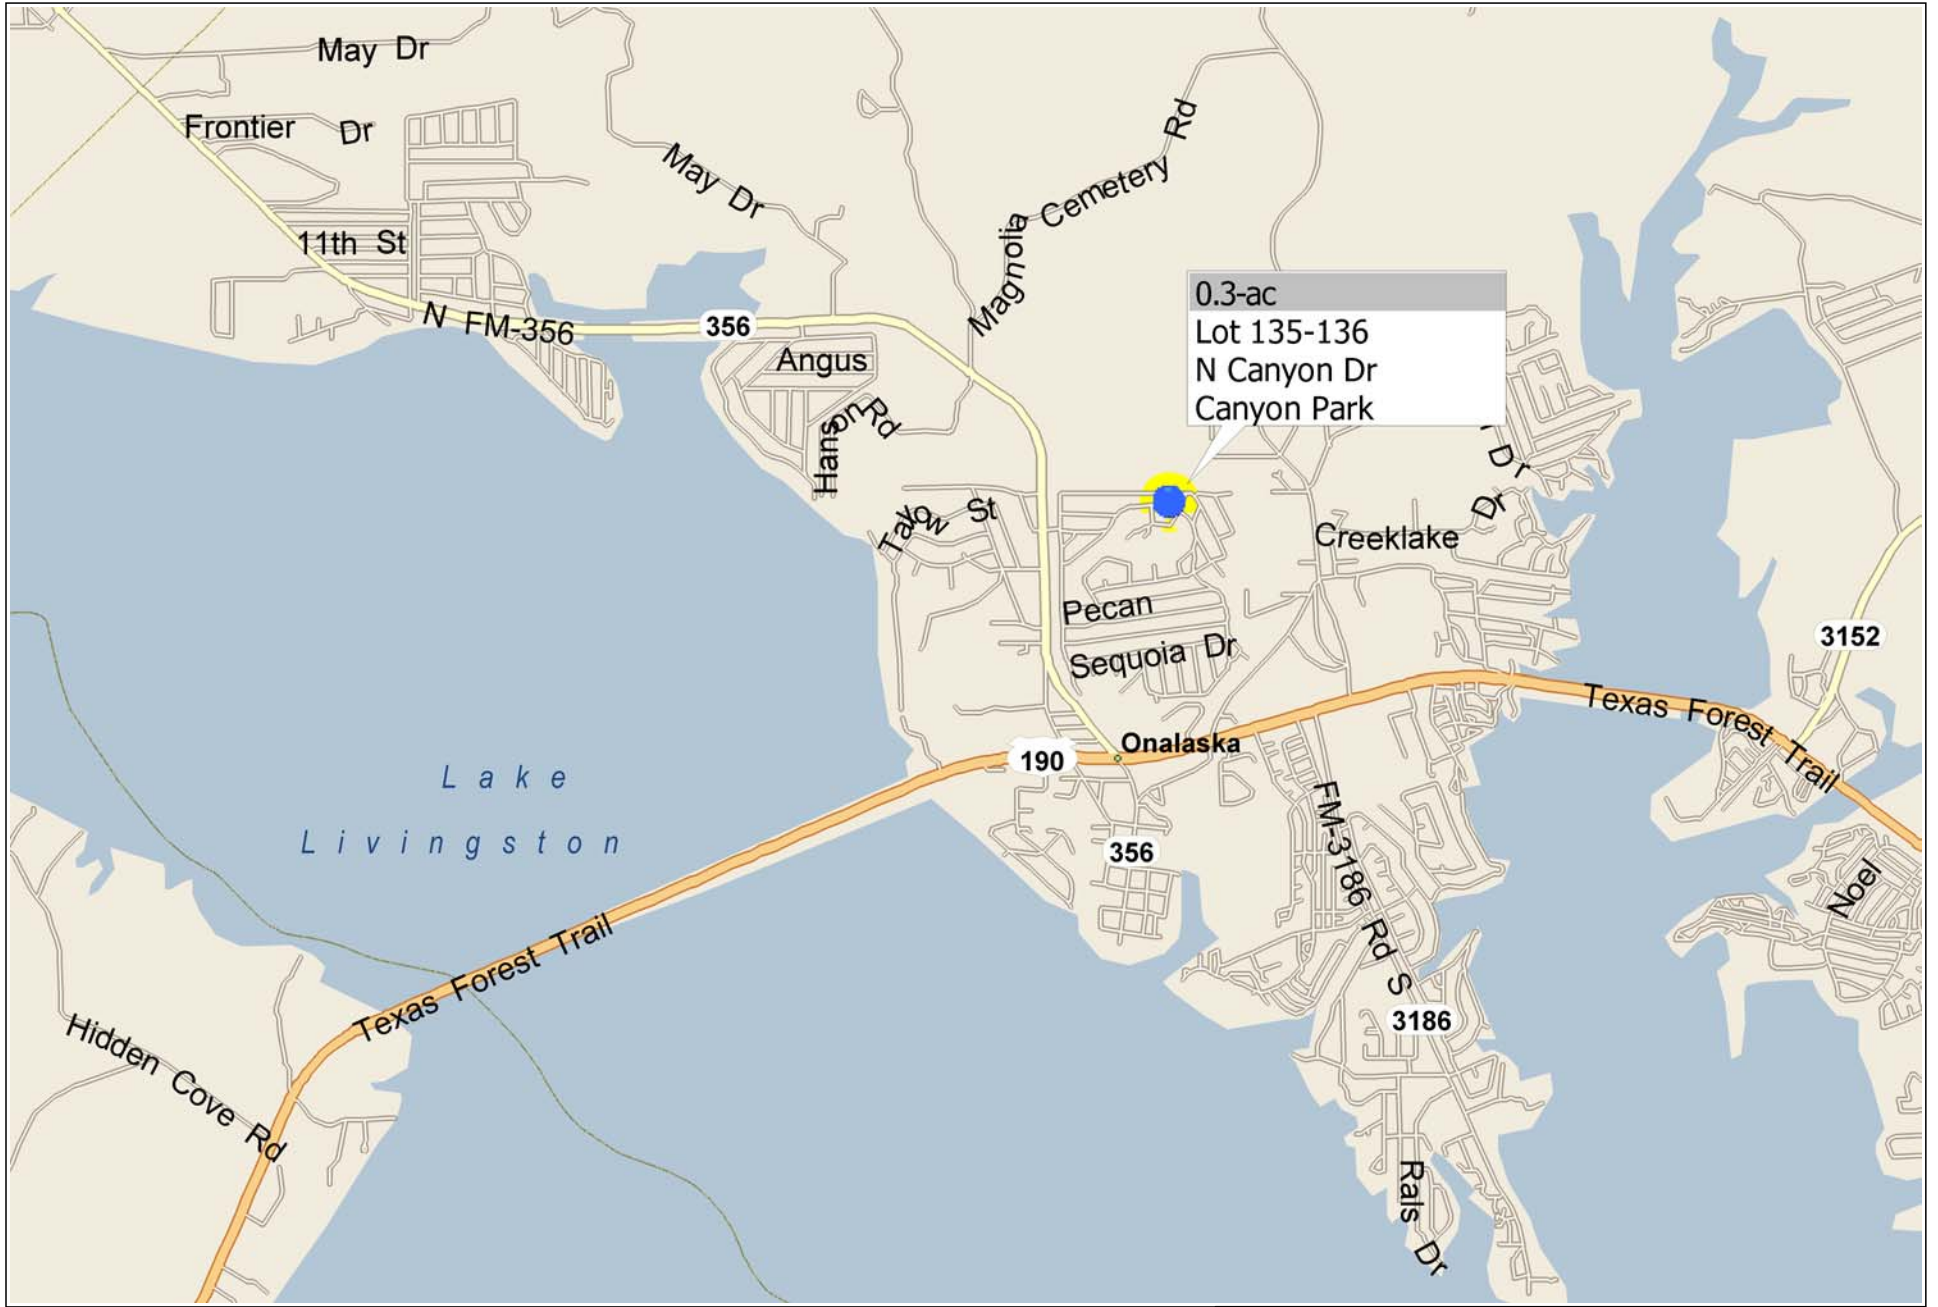 May Dr
Frontier Dr
May Dr
Magnolia Cemetery Rd
11th St
N FM-356
356
Angus
Hanson Rd
0.3-ac
Lot 135-136
N Canyon Dr
Canyon Park
Dr
Dr
St
Creeklake
Pecan
Sequoia Dr
3152
Texas Forest Trail
Onalaska
190
Lake
Livingston
FM-3186 Rd S
356
Noel
Texas Forest Trail
3186
Hidden Cove Rd
Rals Dr